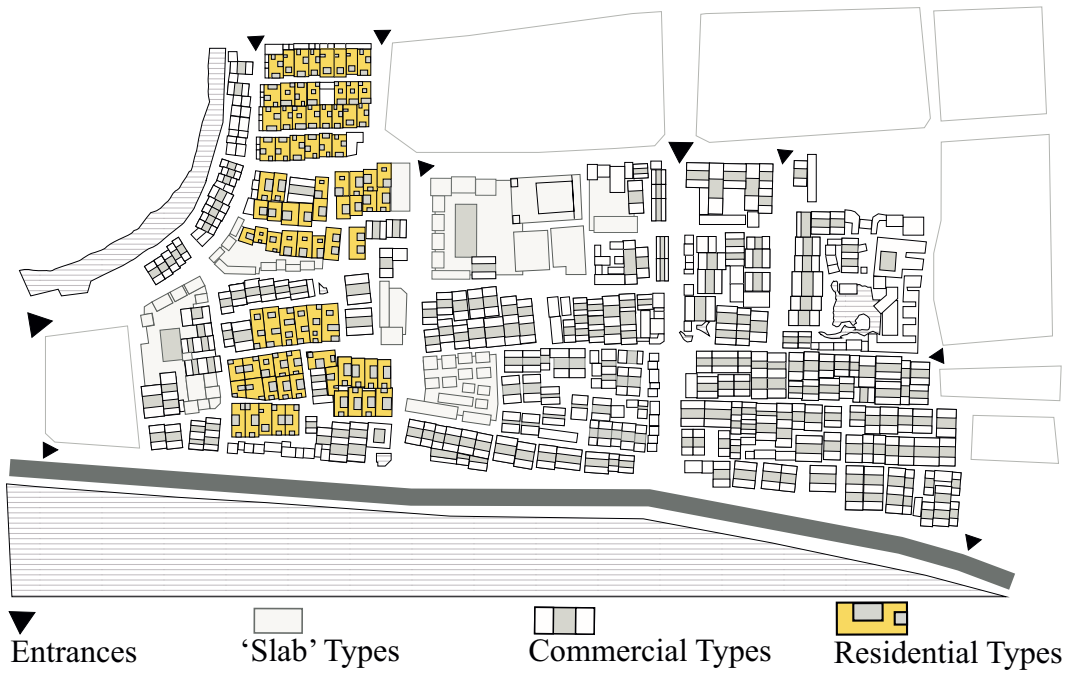 Entrances
‘Slab’ Types
Commercial Types
Residential Types